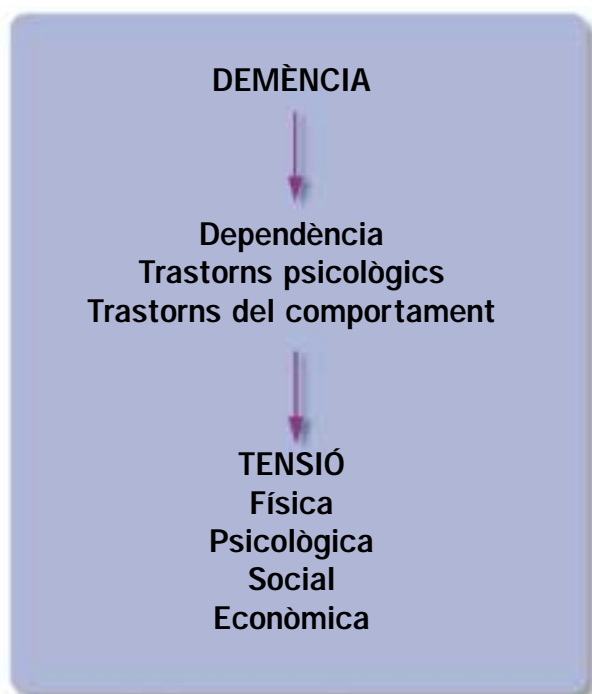 DEMÈNCIA
Dependència
Trastorns psicològics
Trastorns del comportament
TENSIÓ
Física
Psicològica
Social
Econòmica